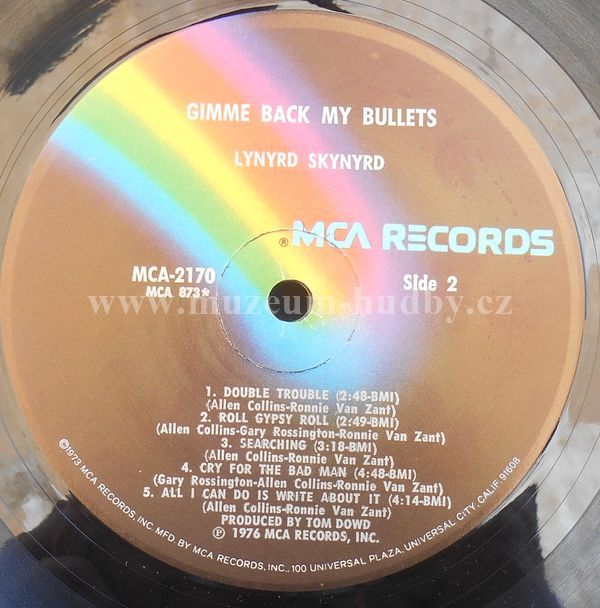 GIMME BACK MY BULLETS
LYNYRD SKYNYRD
® MCA RECORDS
MCA-2170
MCA 873*
Side 2
www.muzeum-hudby.cz
1. DOUBLE TROUBLE (2:48-BMI)
(Allen Collins-Ronnie Van Zant)
2. ROLL GYPSY ROLL (2:49-BMI)
(Allen Collins-Gary Rossington-Ronnie Van Zant)
3. SEARCHING (3:18-BMI)
(Allen Collins-Ronnie Van Zant)
4. CRY FOR THE BAD MAN (4:48-BMI)
(Gary Rossington-Allen Collins-Ronnie Van Zant)
5. ALL I CAN DO IS WRITE ABOUT IT (4:14-BMI)
(Allen Collins-Ronnie Van Zant)
PRODUCED BY TOM DOWD
℗ 1976 MCA RECORDS, INC.
©1973 MCA RECORDS, INC. MFD BY MCA RECORDS, INC., 100 UNIVERSAL PLAZA, UNIVERSAL CITY, CALIF. 91608